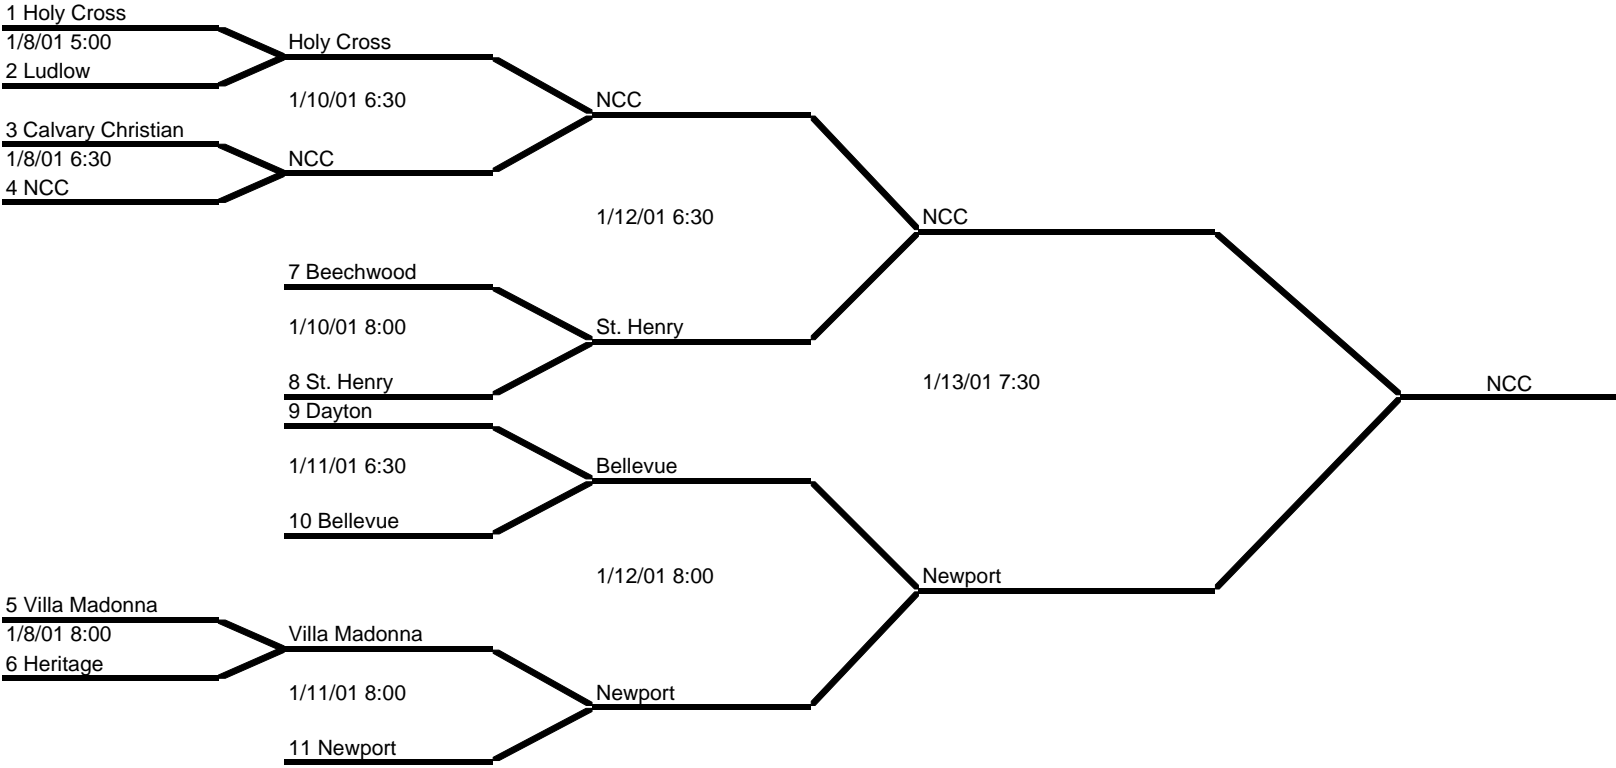 1 Holy Cross
1/8/01 5:00
2 Ludlow
3 Calvary Christian
1/8/01 6:30
4 NCC
5 Villa Madonna
1/8/01 8:00
6 Heritage
Holy Cross
1/10/01 6:30
NCC
7 Beechwood
1/10/01 8:00
8 St. Henry
9 Dayton
1/11/01 6:30
10 Bellevue
Villa Madonna
1/11/01 8:00
11 Newport
NCC
1/12/01 6:30
St. Henry
Bellevue
1/12/01 8:00
Newport
NCC
1/13/01 7:30
Newport
NCC